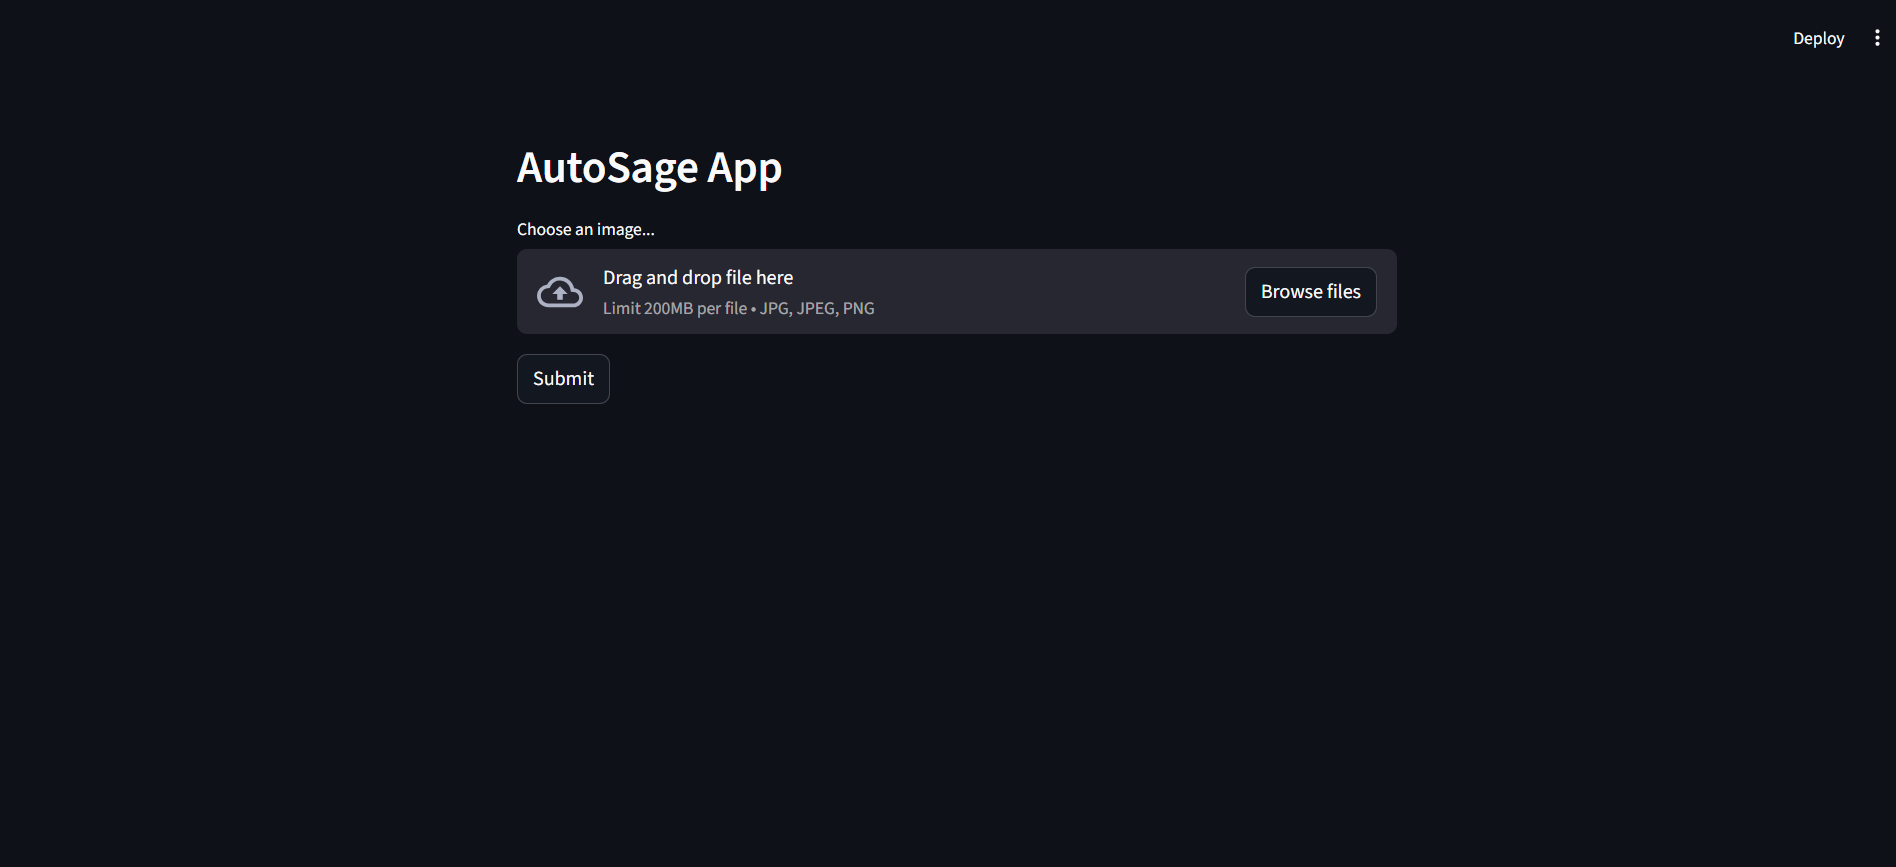 Deploy
AutoSage App
Choose an image...
Drag and drop file here
Limit 200MB per file • JPG, JPEG, PNG
Browse files
Submit